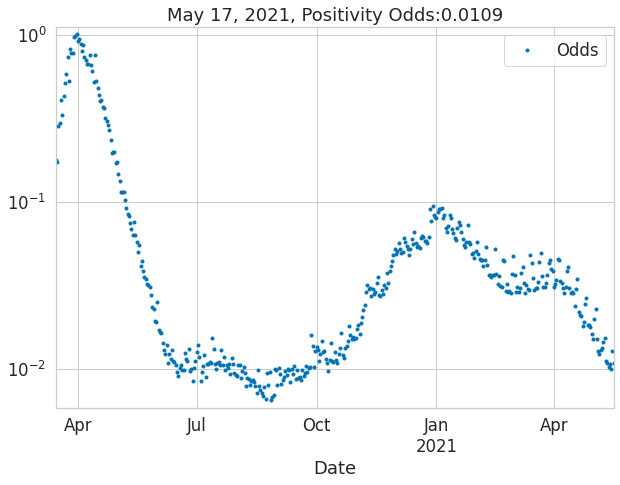 May 17, 2021, Positivity Odds:0.0109
Odds
10⁰
10⁻¹
10⁻²
Apr Jul Oct Jan Apr
2021
Date